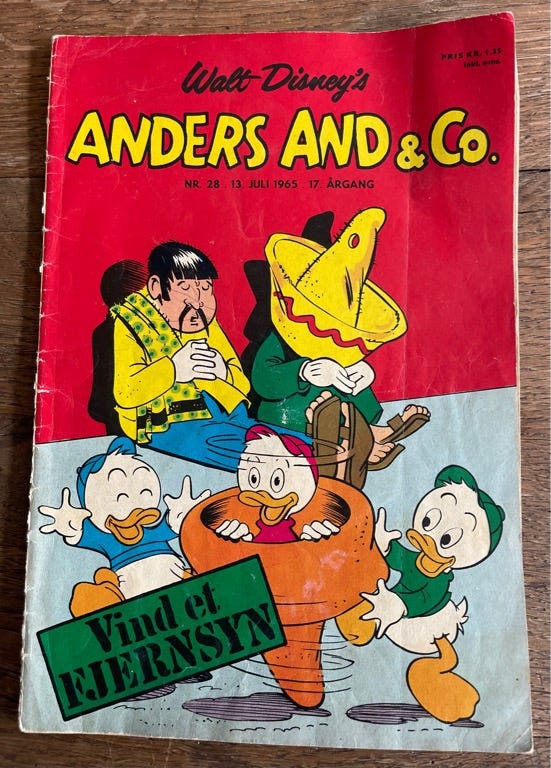 PRIS KR. 1.35
inkl. oms.
Walt Disney's
ANDERS AND & Co.
NR. 28 . 13. JULI 1965 . 17. ÅRGANG
Vind et
FJERNSYN